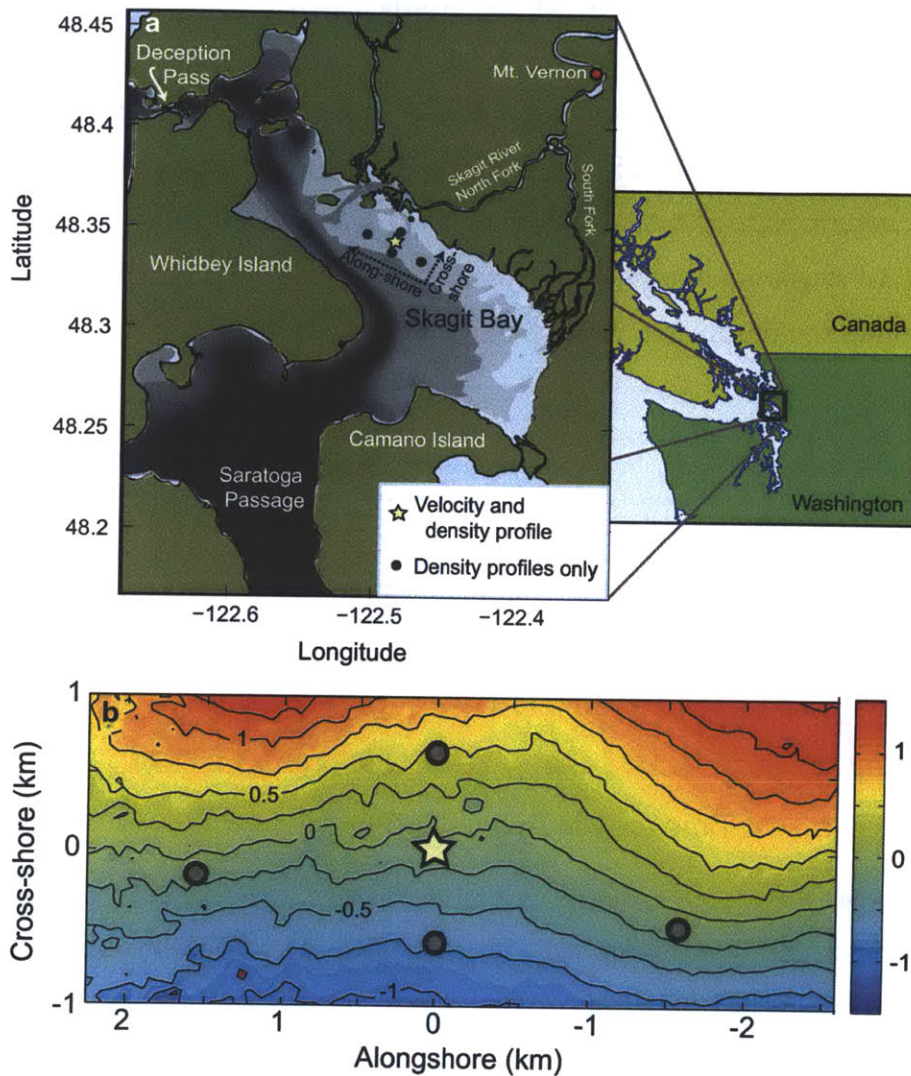 a
48.45
48.4
48.35
48.3
48.25
48.2
Latitude
Deception
Pass
Mt. Vernon
Skagit River
North Fork
South Fork
Whidbey Island
Along-shore
Cross-
shore
Skagit Bay
Camano Island
Saratoga
Passage
Velocity and
density profile
Density profiles only
Canada
Washington
−122.6
−122.5
−122.4
Longitude
b
1
0
-1
Cross-shore (km)
1
0.5
0
-0.5
-1
1
0
-1
2
1
0
-1
-2
Alongshore (km)